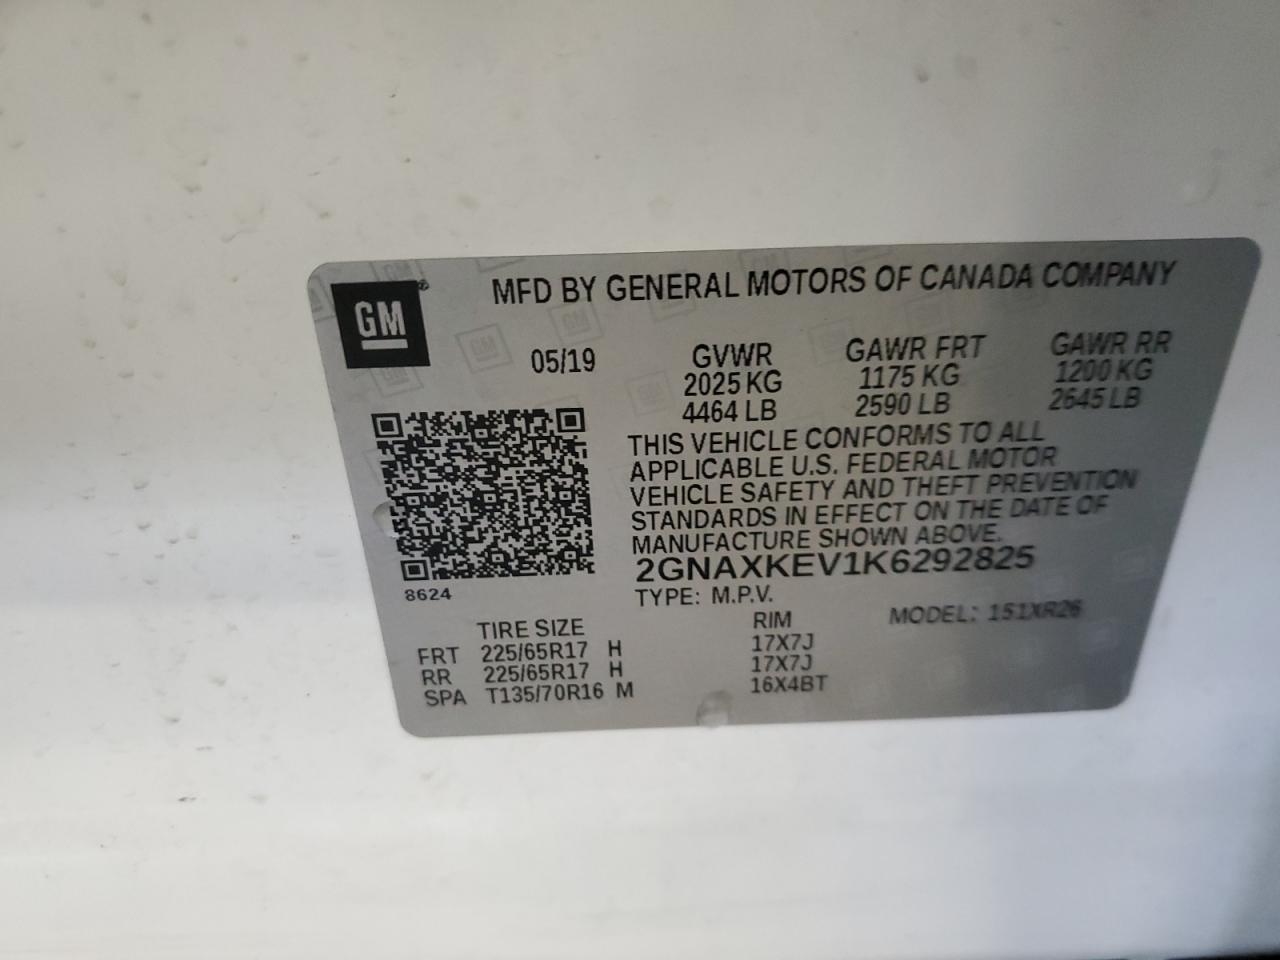 GM
MFD BY GENERAL MOTORS OF CANADA COMPANY
05/19 GVWR GAWR FRT GAWR RR
2025 KG 1175 KG 1200 KG
4464 LB 2590 LB 2645 LB
THIS VEHICLE CONFORMS TO ALL
APPLICABLE U.S. FEDERAL MOTOR
VEHICLE SAFETY AND THEFT PREVENTION
STANDARDS IN EFFECT ON THE DATE OF
MANUFACTURE SHOWN ABOVE.
2GNAXKEV1K6292825
8624
TYPE: M.P.V. MODEL: 151XR26
TIRE SIZE RIM
FRT 225/65R17 H 17X7J
RR 225/65R17 H 17X7J
SPA T135/70R16 M 16X4BT